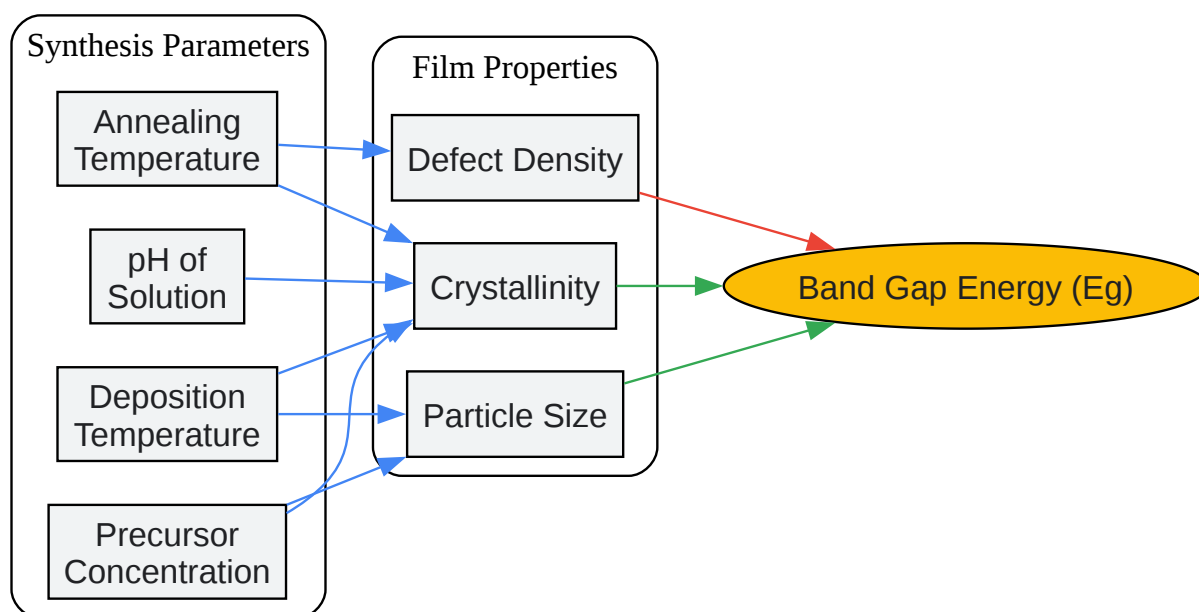 Synthesis Parameters
Annealing
Temperature
pH of
Solution
Deposition
Temperature
Precursor
Concentration
Film Properties
Defect Density
Crystallinity
Particle Size
Band Gap Energy (Eg)